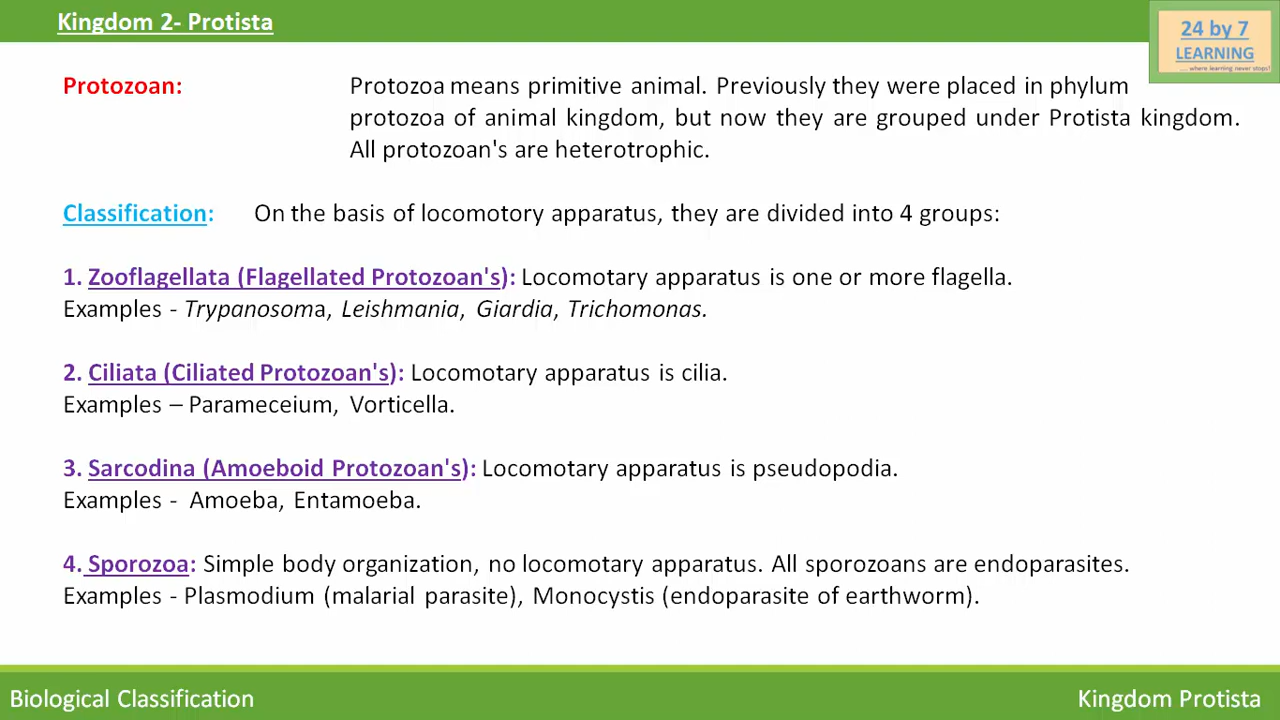 Kingdom 2- Protista
24 by 7
LEARNING
.... where learning never stops!
Protozoan: Protozoa means primitive animal. Previously they were placed in phylum
protozoa of animal kingdom, but now they are grouped under Protista kingdom.
All protozoan's are heterotrophic.
Classification: On the basis of locomotory apparatus, they are divided into 4 groups:
1. Zooflagellata (Flagellated Protozoan's): Locomotary apparatus is one or more flagella.
Examples - Trypanosoma, Leishmania, Giardia, Trichomonas.
2. Ciliata (Ciliated Protozoan's): Locomotary apparatus is cilia.
Examples – Parameceium, Vorticella.
3. Sarcodina (Amoeboid Protozoan's): Locomotary apparatus is pseudopodia.
Examples - Amoeba, Entamoeba.
4. Sporozoa: Simple body organization, no locomotary apparatus. All sporozoans are endoparasites.
Examples - Plasmodium (malarial parasite), Monocystis (endoparasite of earthworm).
Biological Classification
Kingdom Protista